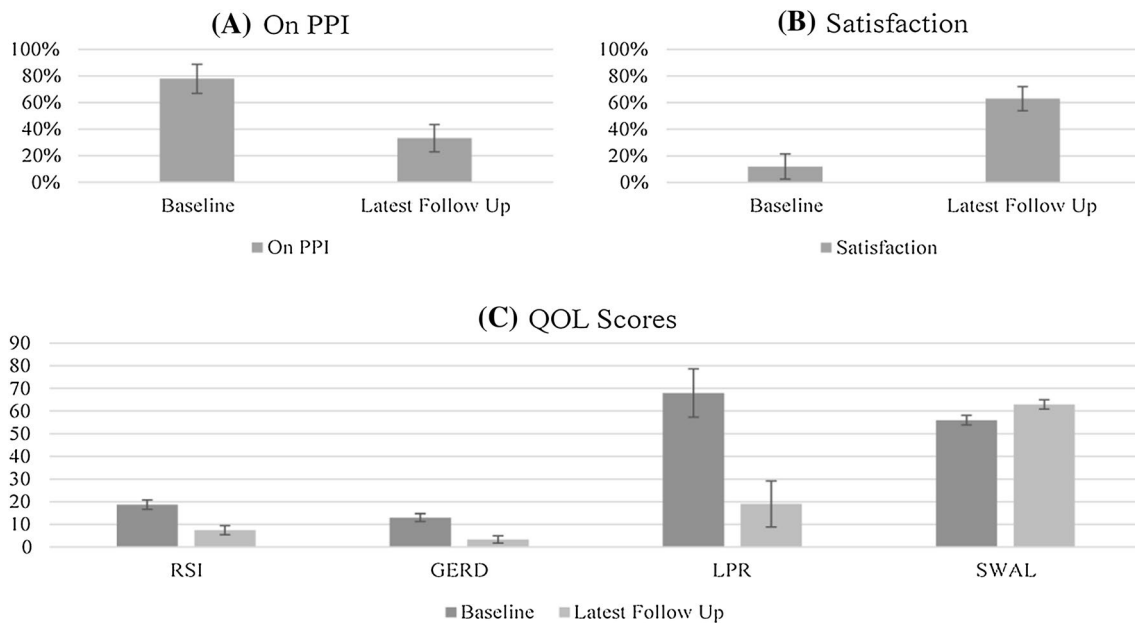 (A) On PPI
100%
80%
60%
40%
20%
0%
Baseline Latest Follow Up
On PPI
(B) Satisfaction
100%
80%
60%
40%
20%
0%
Baseline Latest Follow Up
Satisfaction
(C) QOL Scores
90
80
70
60
50
40
30
20
10
0
RSI GERD LPR SWAL
Baseline Latest Follow Up